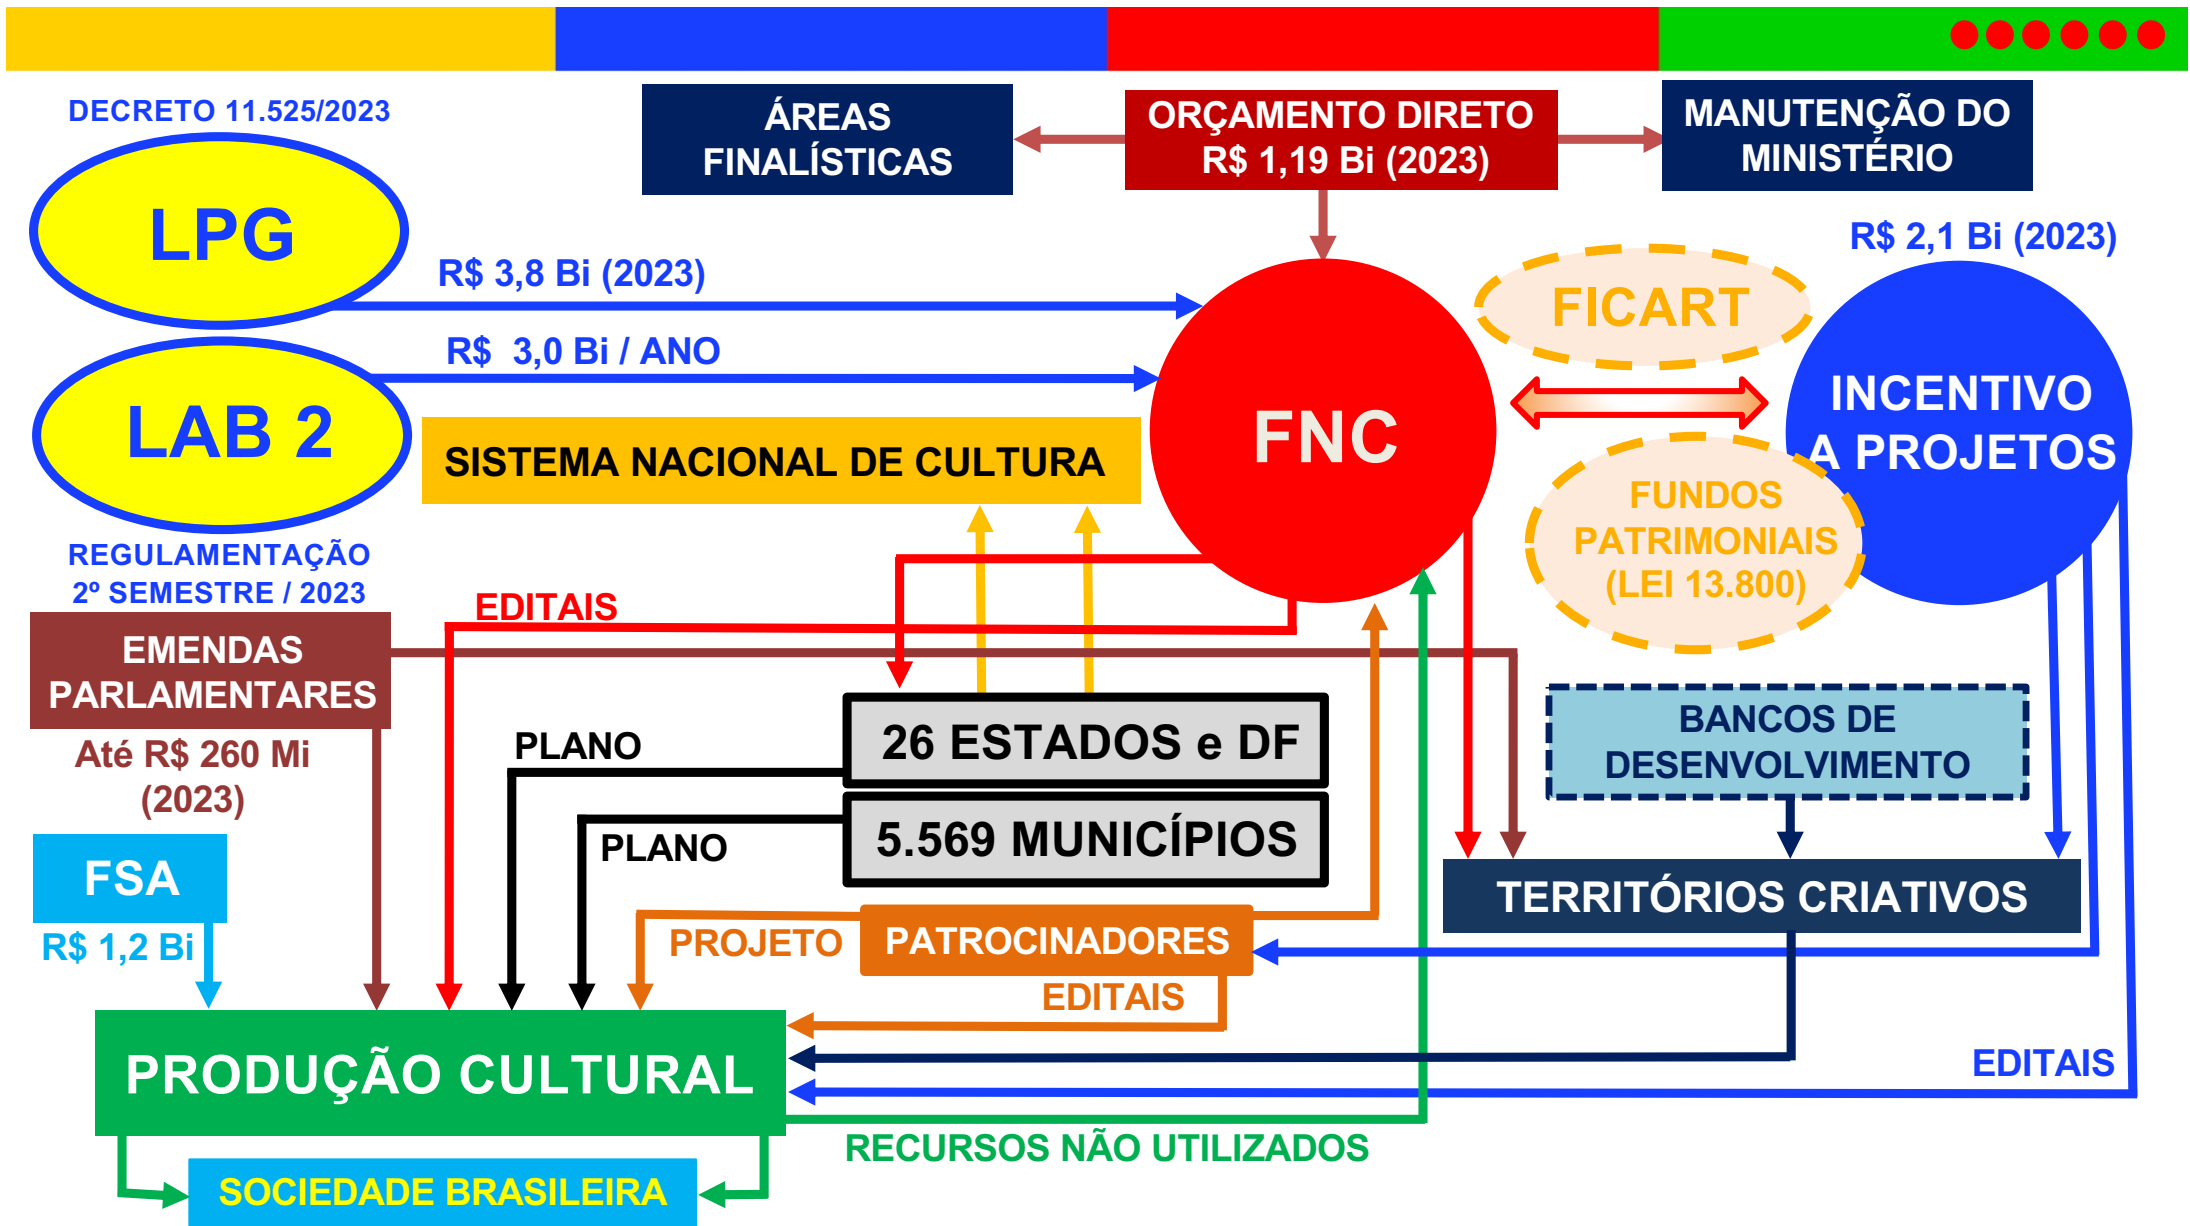 DECRETO 11.525/2023
LPG
R$ 3,8 Bi (2023)
LAB 2
R$ 3,0 Bi / ANO
REGULAMENTAÇÃO
2º SEMESTRE / 2023
ÁREAS
FINALÍSTICAS
ORÇAMENTO DIRETO
R$ 1,19 Bi (2023)
MANUTENÇÃO DO
MINISTÉRIO
R$ 2,1 Bi (2023)
FICART
FNC
INCENTIVO
A PROJETOS
SISTEMA NACIONAL DE CULTURA
FUNDOS
PATRIMONIAIS
(LEI 13.800)
EDITAIS
EMENDAS
PARLAMENTARES
Até R$ 260 Mi
(2023)
PLANO
26 ESTADOS e DF
PLANO
5.569 MUNICÍPIOS
BANCOS DE
DESENVOLVIMENTO
FSA
R$ 1,2 Bi
TERRITÓRIOS CRIATIVOS
PROJETO
PATROCINADORES
EDITAIS
PRODUÇÃO CULTURAL
EDITAIS
RECURSOS NÃO UTILIZADOS
SOCIEDADE BRASILEIRA